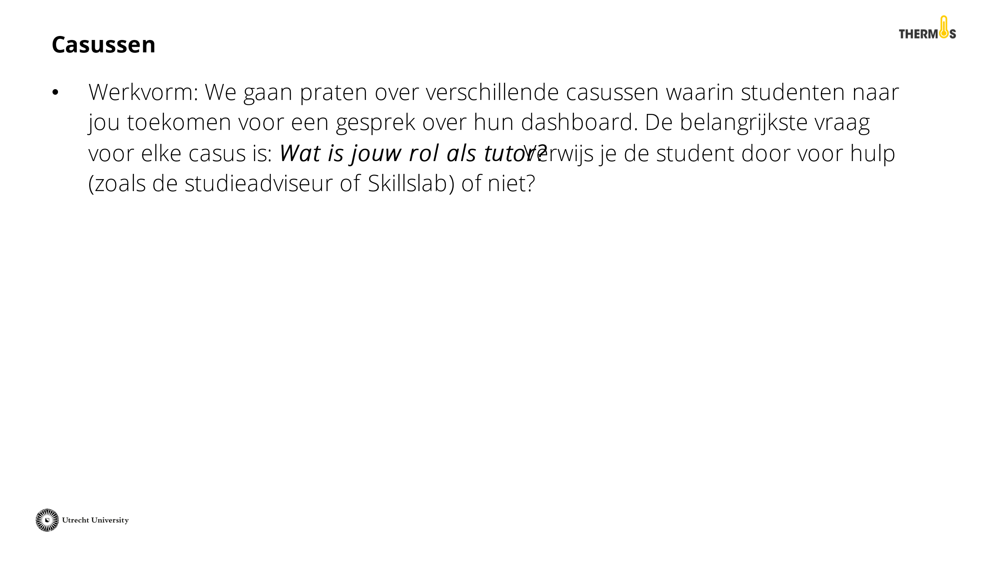 THERMOS
Casussen
• Werkvorm: We gaan praten over verschillende casussen waarin studenten naar
jou toekomen voor een gesprek over hun dashboard. De belangrijkste vraag
voor elke casus is: Wat is jouw rol als tutor? Verwijs je de student door voor hulp
(zoals de studieadviseur of Skillslab) of niet?
Utrecht University